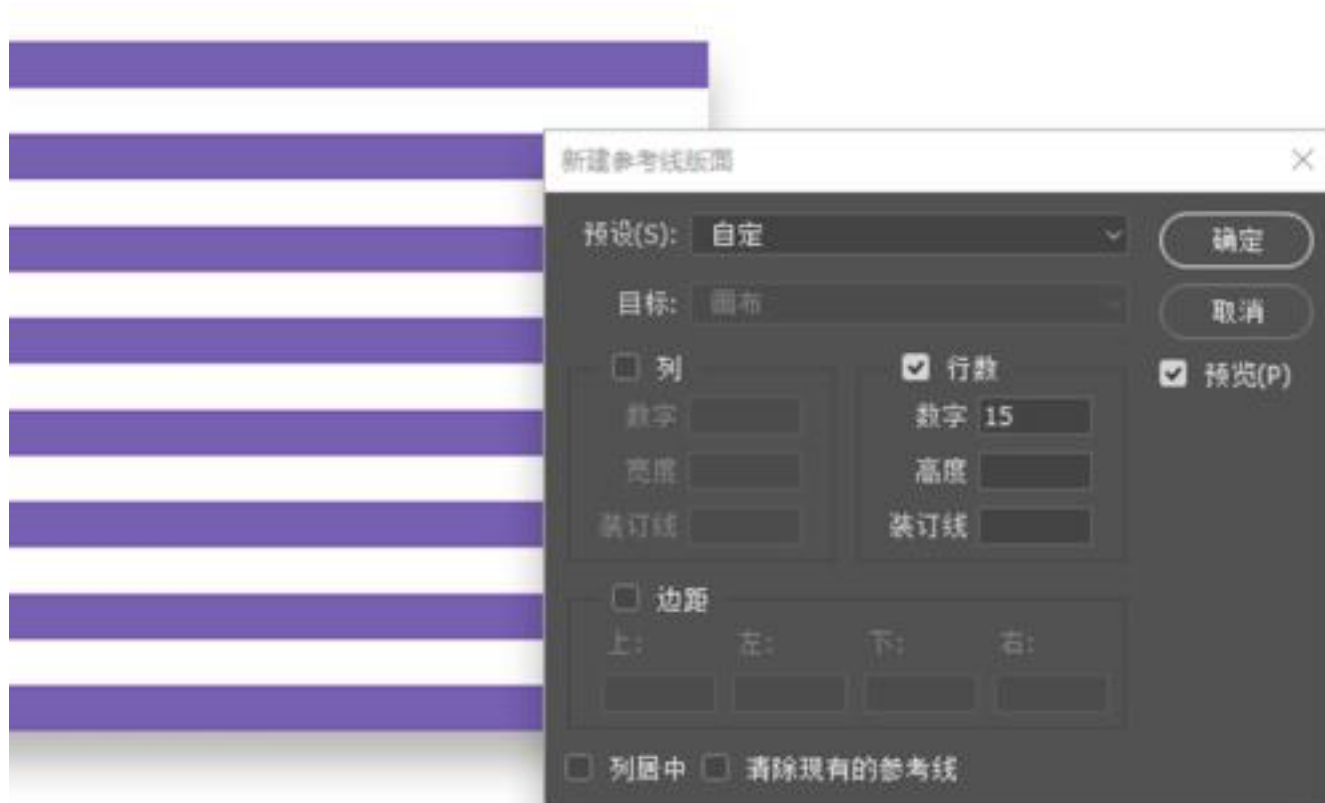 新建参考线版面
预设(S): 自定
目标: 画布
列
行数
预览(P)
确定
取消
数字
数字 15
宽度
高度
装订线
装订线
边距
上: 左: 下: 右:
列居中 清除现有的参考线